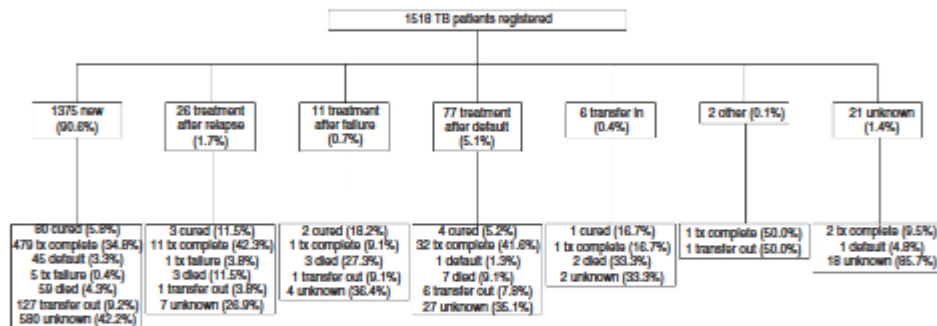 1518 TB patients registered
1375 new
(90.6%)
26 treatment
after relapse
(1.7%)
11 treatment
after failure
(0.7%)
77 treatment
after default
(5.1%)
6 transfer in
(0.4%)
2 other (0.1%)
21 unknown
(1.4%)
80 cured (5.8%)
479 tx complete (34.8%)
45 default (3.3%)
5 tx failure (0.4%)
59 died (4.3%)
127 transfer out (9.2%)
580 unknown (42.2%)
3 cured (11.5%)
11 tx complete (42.3%)
1 tx failure (3.8%)
3 died (11.5%)
1 transfer out (3.8%)
7 unknown (26.9%)
2 cured (18.2%)
1 tx complete (9.1%)
3 died (27.3%)
1 transfer out (9.1%)
4 unknown (36.4%)
4 cured (5.2%)
32 tx complete (41.6%)
1 default (1.3%)
7 died (9.1%)
6 transfer out (7.8%)
27 unknown (35.1%)
1 cured (16.7%)
1 tx complete (16.7%)
2 died (33.3%)
2 unknown (33.3%)
1 tx complete (50.0%)
1 transfer out (50.0%)
2 tx complete (9.5%)
1 default (4.8%)
18 unknown (85.7%)